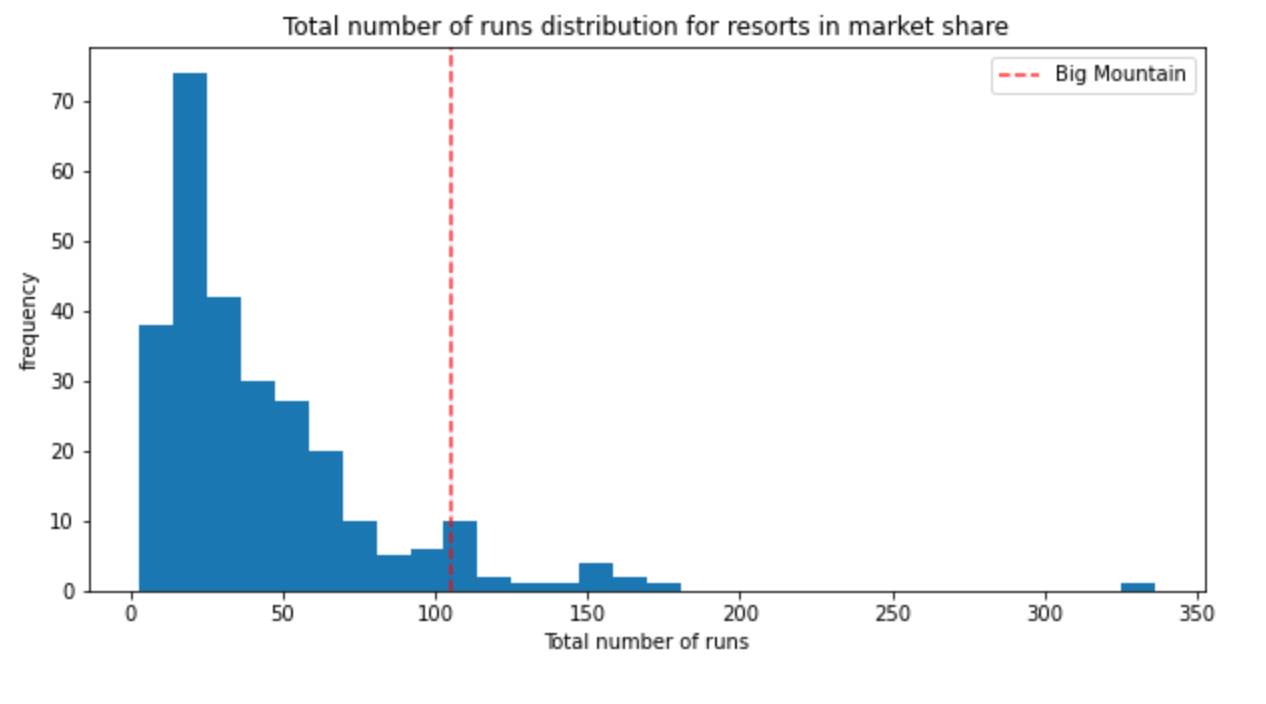 Total number of runs distribution for resorts in market share
Big Mountain
70
60
50
40
30
20
10
0
frequency
0 50 100 150 200 250 300 350
Total number of runs